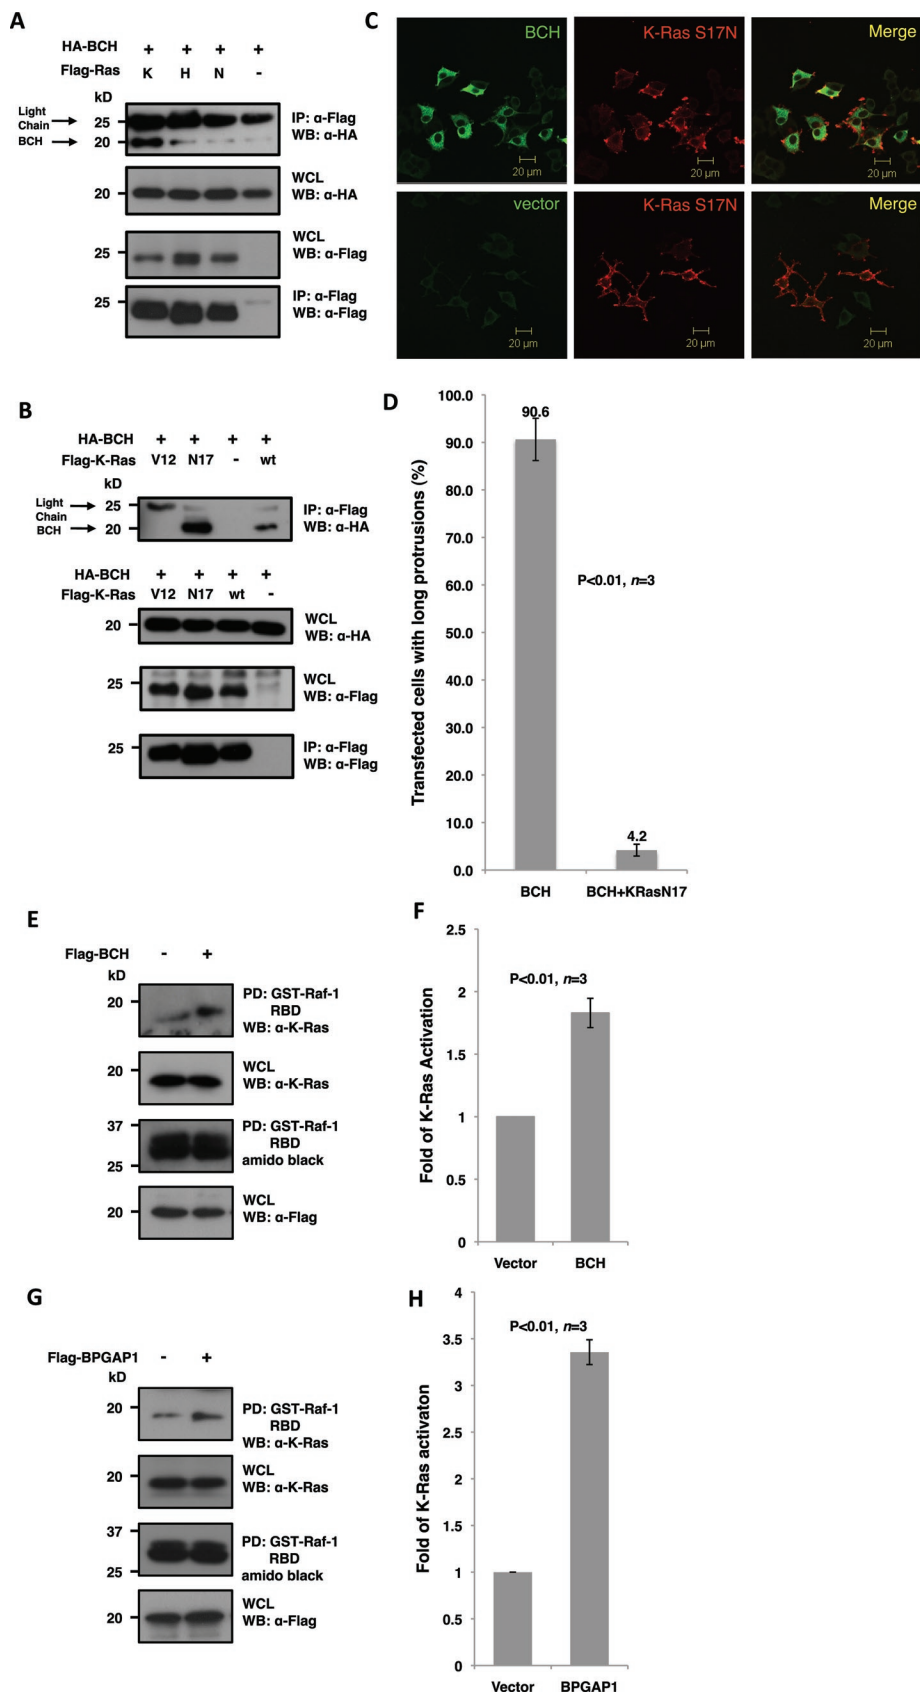 A
HA-BCH + + + +
Flag-Ras K H N -
kD
Light Chain 25
BCH 20
IP: α-Flag
WB: α-HA
20
WCL
WB: α-HA
25
WCL
WB: α-Flag
25
IP: α-Flag
WB: α-Flag
C
BCH
K-Ras S17N
Merge
20 μm
20 μm
20 μm
vector
K-Ras S17N
Merge
20 μm
20 μm
20 μm
B
HA-BCH + + + +
Flag-K-Ras V12 N17 - wt
kD
Light Chain 25
BCH 20
IP: α-Flag
WB: α-HA
HA-BCH + + + +
Flag-K-Ras V12 N17 wt -
20
WCL
WB: α-HA
25
WCL
WB: α-Flag
25
IP: α-Flag
WB: α-Flag
D
Transfected cells with long protrusions (%)
100.0
90.0
80.0
70.0
60.0
50.0
40.0
30.0
20.0
10.0
0.0
90.6
P<0.01, n=3
4.2
BCH
BCH+KRasN17
E
Flag-BCH - +
kD
20
PD: GST-Raf-1
RBD
WB: α-K-Ras
20
WCL
WB: α-K-Ras
37
25
PD: GST-Raf-1
RBD
amido black
20
WCL
WB: α-Flag
F
Fold of K-Ras Activation
2.5
2
1.5
1
0.5
0
P<0.01, n=3
Vector
BCH
G
Flag-BPGAP1 - +
kD
20
PD: GST-Raf-1
RBD
WB: α-K-Ras
20
WCL
WB: α-K-Ras
37
25
PD: GST-Raf-1
RBD
amido black
20
WCL
WB: α-Flag
H
Fold of K-Ras activaton
4
3.5
3
2.5
2
1.5
1
0.5
0
P<0.01, n=3
Vector
BPGAP1